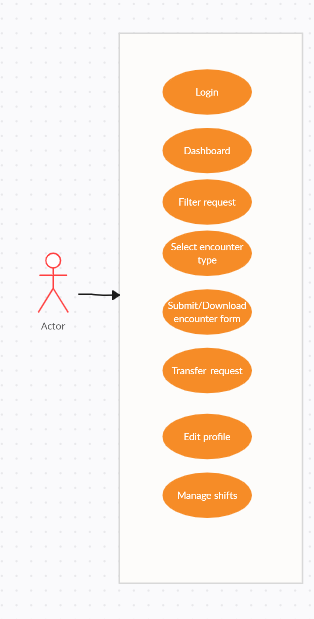 Login
Dashboard
Filter request
Select encounter
type
Submit/Download
encounter form
Actor
Transfer request
Edit profile
Manage shifts